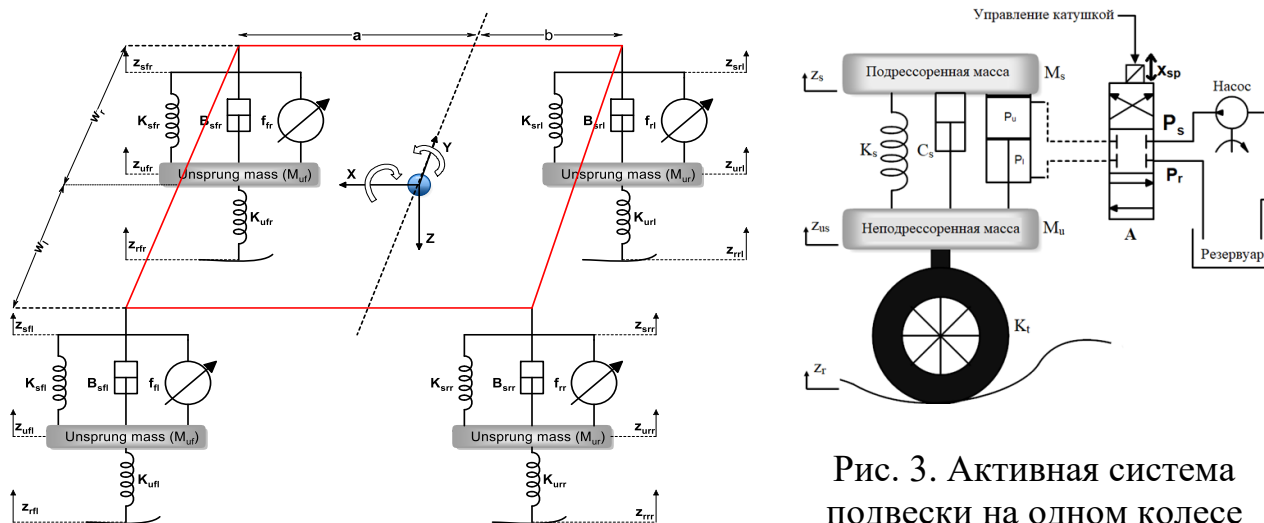 a
b
w_r
w_l
z_sfr
K_sfr
B_sfr
f_fr
z_ufr
Unsprung mass (M_uf)
K_ufr
z_rfr
z_srl
K_srl
B_srl
f_rl
z_url
Unsprung mass (M_ur)
K_url
z_rrl
Y
X
Z
z_sfl
K_sfl
B_sfl
f_fl
z_ufl
Unsprung mass (M_uf)
K_ufl
z_rfl
z_srr
K_srr
B_srr
f_rr
z_urr
Unsprung mass (M_ur)
K_urr
z_rrr
Управление катушкой
x_sp
Насос
z_s
Подрессоренная масса
M_s
P_u
P_l
K_s
C_s
P_s
P_r
A
Резервуар
z_us
Неподрессоренная масса
M_u
K_t
z_r
Рис. 3. Активная система
подвески на одном колесе